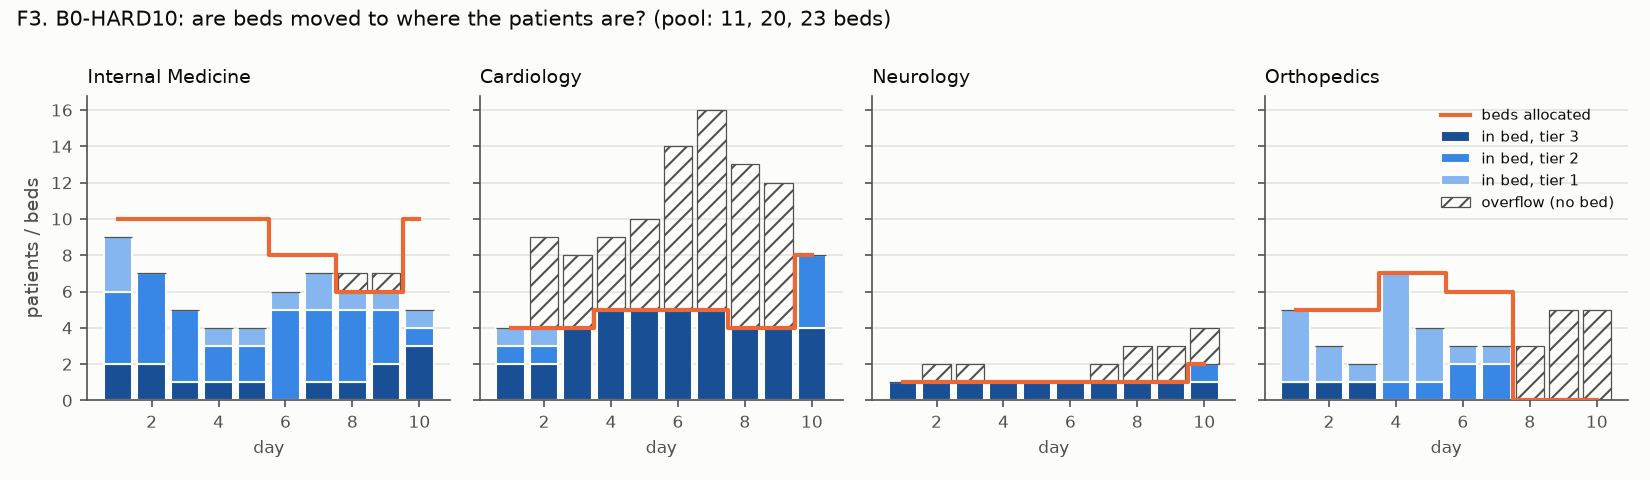 F3. B0-HARD10: are beds moved to where the patients are? (pool: 11, 20, 23 beds)
Internal Medicine
patients / beds
16
14
12
10
8
6
4
2
0
2 4 6 8 10
day
Cardiology
2 4 6 8 10
day
Neurology
2 4 6 8 10
day
Orthopedics
beds allocated
in bed, tier 3
in bed, tier 2
in bed, tier 1
overflow (no bed)
2 4 6 8 10
day